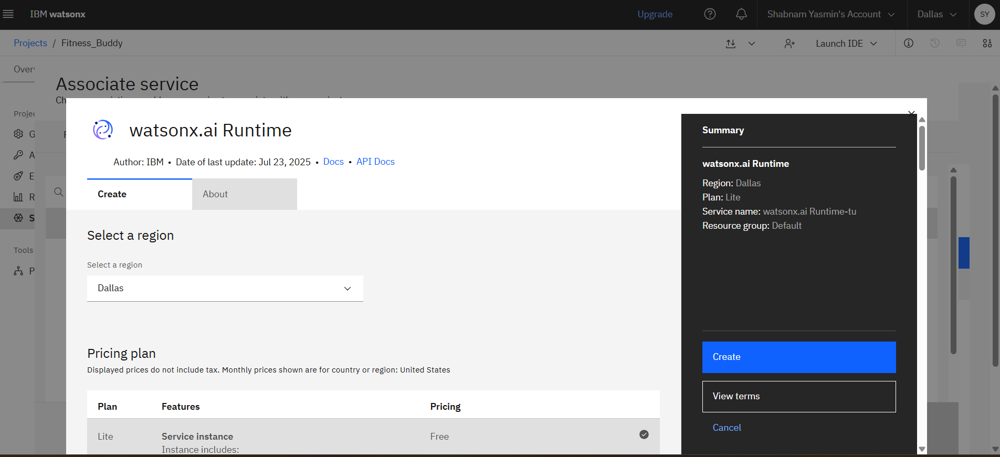 IBM watsonx
Upgrade
Shabnam Yasmin's Account
Dallas
SY
Projects / Fitness_Buddy
Launch IDE
Associate service
watsonx.ai Runtime
Author: IBM • Date of last update: Jul 23, 2025 • Docs • API Docs
Create
About
Select a region
Select a region
Dallas
Pricing plan
Displayed prices do not include tax. Monthly prices shown are for country or region: United States
Plan Features Pricing
Lite Service instance Free
Instance includes:
Summary
watsonx.ai Runtime
Region: Dallas
Plan: Lite
Service name: watsonx.ai Runtime-tu
Resource group: Default
Create
View terms
Cancel
Tools